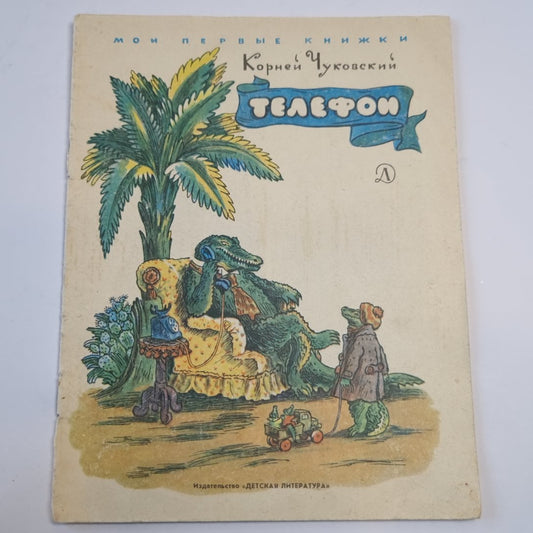 МОИ ПЕРВЫЕ КНИЖКИ
Корней Чуковский
ТЕЛЕФОН
Д
Издательство «ДЕТСКАЯ ЛИТЕРАТУРА»